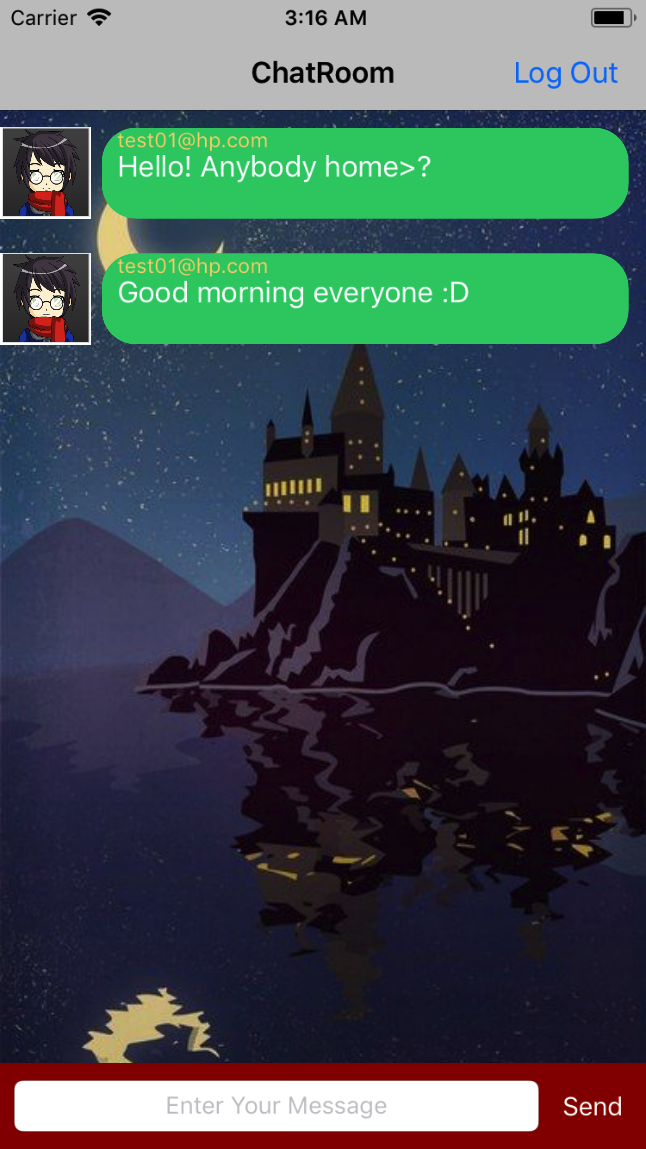 Carrier 3:16 AM
ChatRoom Log Out
test01@hp.com
Hello! Anybody home>?
test01@hp.com
Good morning everyone :D
Enter Your Message Send